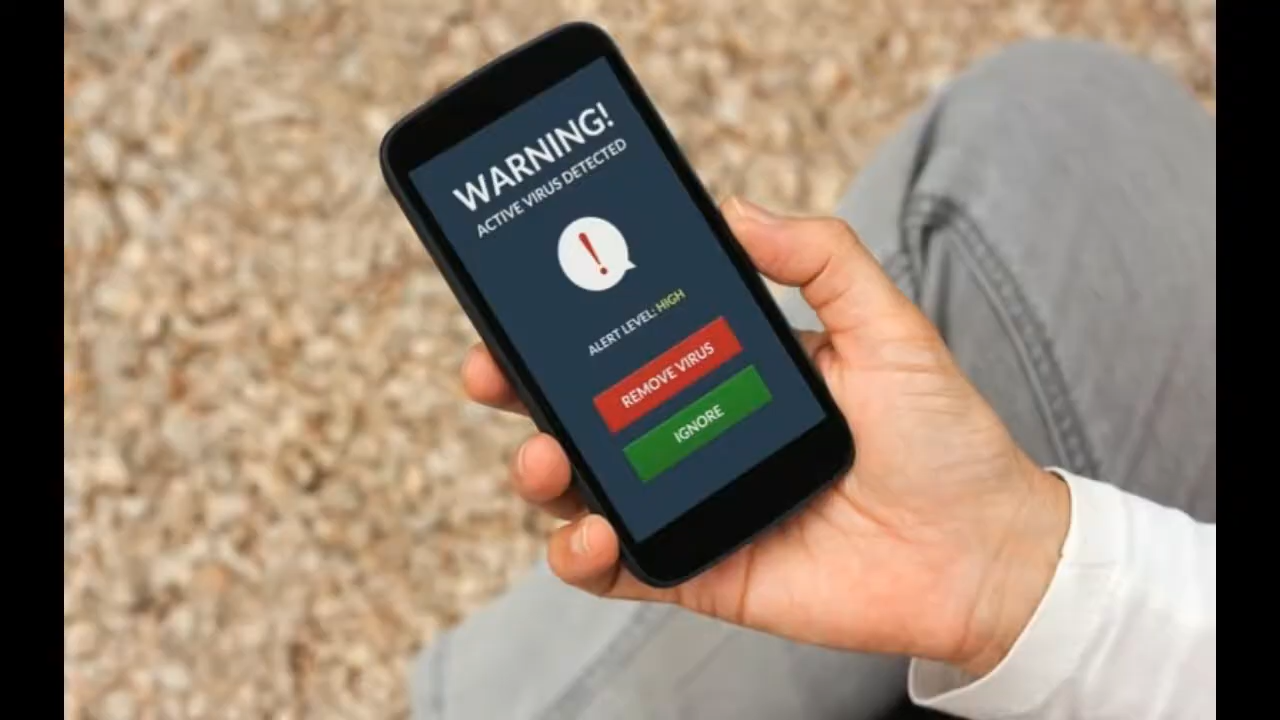 WARNING!
ACTIVE VIRUS DETECTED
!
ALERT LEVEL: HIGH
REMOVE VIRUS
IGNORE